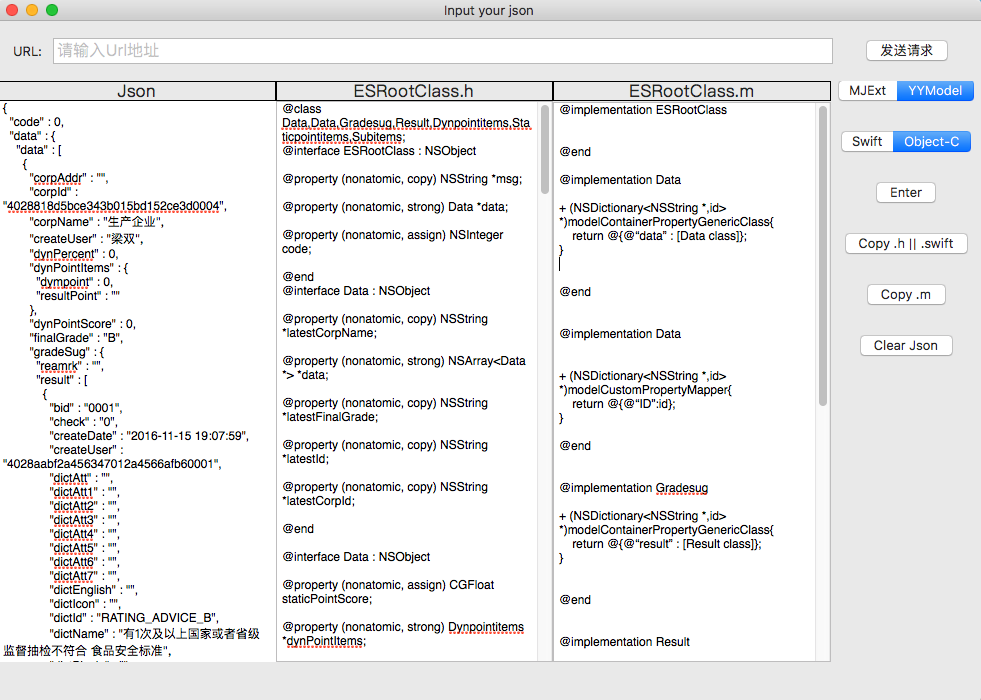 Input your json
URL:
请输入Url地址
发送请求
Json
{
"code" : 0,
"data" : {
"data" : [
{
"corpAddr" : "",
"corpId" :
"4028818d5bce343b015bd152ce3d0004",
"corpName" : "生产企业",
"createUser" : "梁双",
"dynPercent" : 0,
"dynPointItems" : {
"dympoint" : 0,
"resultPoint" : ""
},
"dynPointScore" : 0,
"finalGrade" : "B",
"gradeSug" : {
"reamrk" : "",
"result" : [
{
"bid" : "0001",
"check" : "0",
"createDate" : "2016-11-15 19:07:59",
"createUser" :
"4028aabf2a456347012a4566afb60001",
"dictAtt" : "",
"dictAtt1" : "",
"dictAtt2" : "",
"dictAtt3" : "",
"dictAtt4" : "",
"dictAtt5" : "",
"dictAtt6" : "",
"dictAtt7" : "",
"dictEnglish" : "",
"dictIcon" : "",
"dictId" : "RATING_ADVICE_B",
"dictName" : "有1次及以上国家或者省级
监督抽检不符合 食品安全标准",
ESRootClass.h
@class
Data,Data,Gradesug,Result,Dynpointitems,Sta
ticpointitems,Subitems;
@interface ESRootClass : NSObject
@property (nonatomic, copy) NSString *msg;
@property (nonatomic, strong) Data *data;
@property (nonatomic, assign) NSInteger
code;
@end
@interface Data : NSObject
@property (nonatomic, copy) NSString
*latestCorpName;
@property (nonatomic, strong) NSArray<Data
*> *data;
@property (nonatomic, copy) NSString
*latestFinalGrade;
@property (nonatomic, copy) NSString
*latestId;
@property (nonatomic, copy) NSString
*latestCorpId;
@end
@interface Data : NSObject
@property (nonatomic, assign) CGFloat
staticPointScore;
@property (nonatomic, strong) Dynpointitems
*dynPointItems;
ESRootClass.m
@implementation ESRootClass
@end
@implementation Data
+ (NSDictionary<NSString *,id>
*)modelContainerPropertyGenericClass{
return @{@“data” : [Data class]};
}
@end
@implementation Data
+ (NSDictionary<NSString *,id>
*)modelCustomPropertyMapper{
return @{@“ID":id};
}
@end
@implementation Gradesug
+ (NSDictionary<NSString *,id>
*)modelContainerPropertyGenericClass{
return @{@“result” : [Result class]};
}
@end
@implementation Result
MJExt
YYModel
Swift
Object-C
Enter
Copy .h || .swift
Copy .m
Clear Json